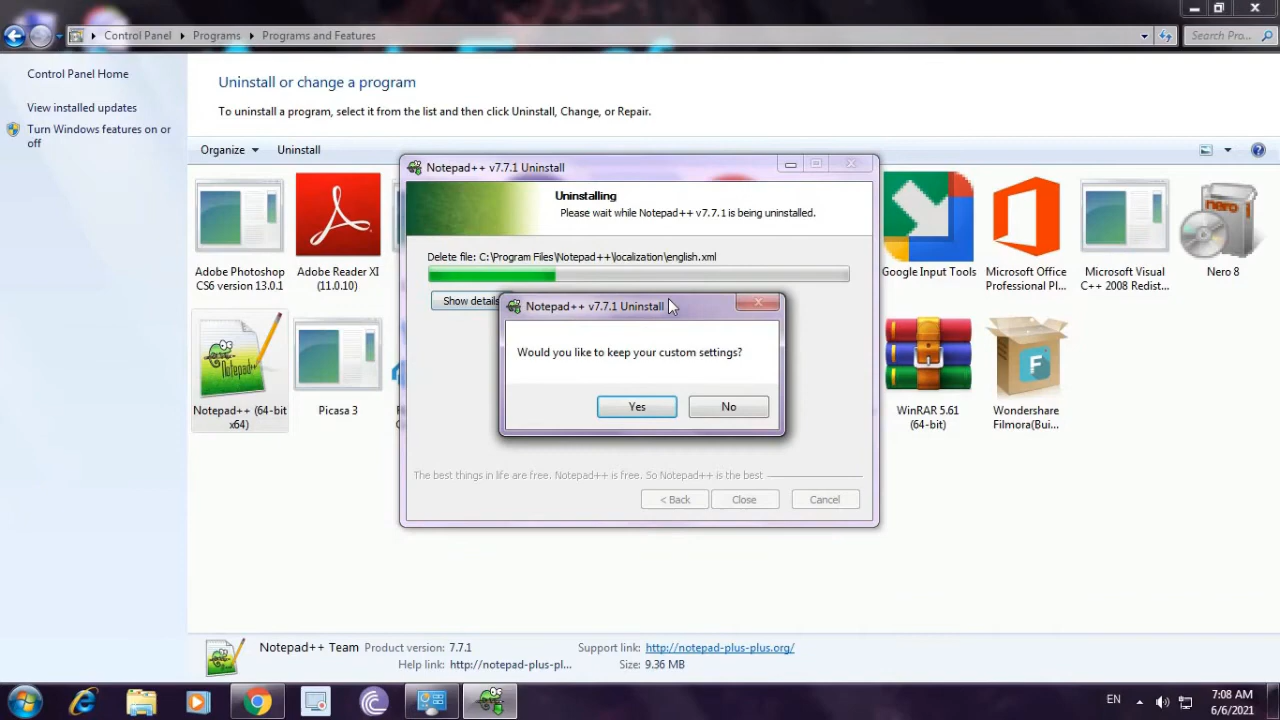 Control Panel
Programs
Programs and Features
Search Pro...
Control Panel Home
View installed updates
Turn Windows features on or
off
Uninstall or change a program
To uninstall a program, select it from the list and then click Uninstall, Change, or Repair.
Organize
Uninstall
Adobe Photoshop
CS6 version 13.0.1
Adobe Reader XI
(11.0.10)
Google Input Tools
Microsoft Office
Professional Pl...
Microsoft Visual
C++ 2008 Redist...
Nero 8
Notepad++ (64-bit
x64)
Picasa 3
WinRAR 5.61
(64-bit)
Wondershare
Filmora(Bui...
Notepad++ v7.7.1 Uninstall
Uninstalling
Please wait while Notepad++ v7.7.1 is being uninstalled.
Delete file: C:\Program Files\Notepad++\localization\english.xml
Show details
Notepad++ v7.7.1 Uninstall
Would you like to keep your custom settings?
Yes
No
The best things in life are free. Notepad++ is free. So Notepad++ is the best
< Back
Close
Cancel
Notepad++ Team
Product version: 7.7.1
Help link: http://notepad-plus-pl...
Support link: http://notepad-plus-plus.org/
Size: 9.36 MB
EN
7:08 AM
6/6/2021